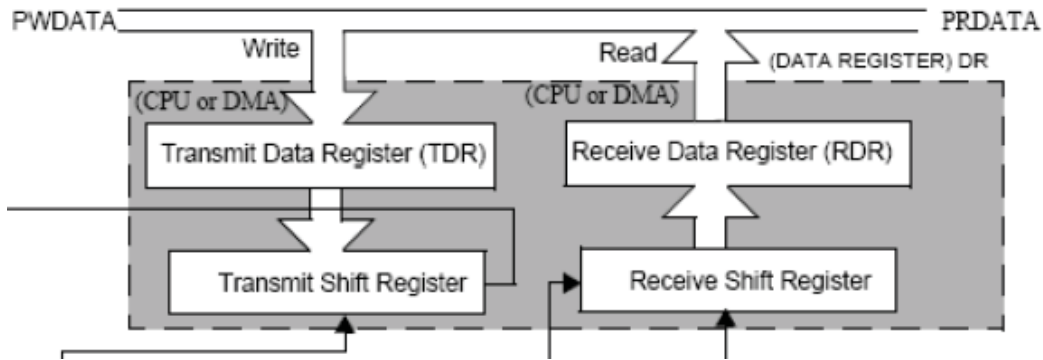 PWDATA
PRDATA
Write
Read
(DATA REGISTER) DR
(CPU or DMA)
(CPU or DMA)
Transmit Data Register (TDR)
Receive Data Register (RDR)
Transmit Shift Register
Receive Shift Register